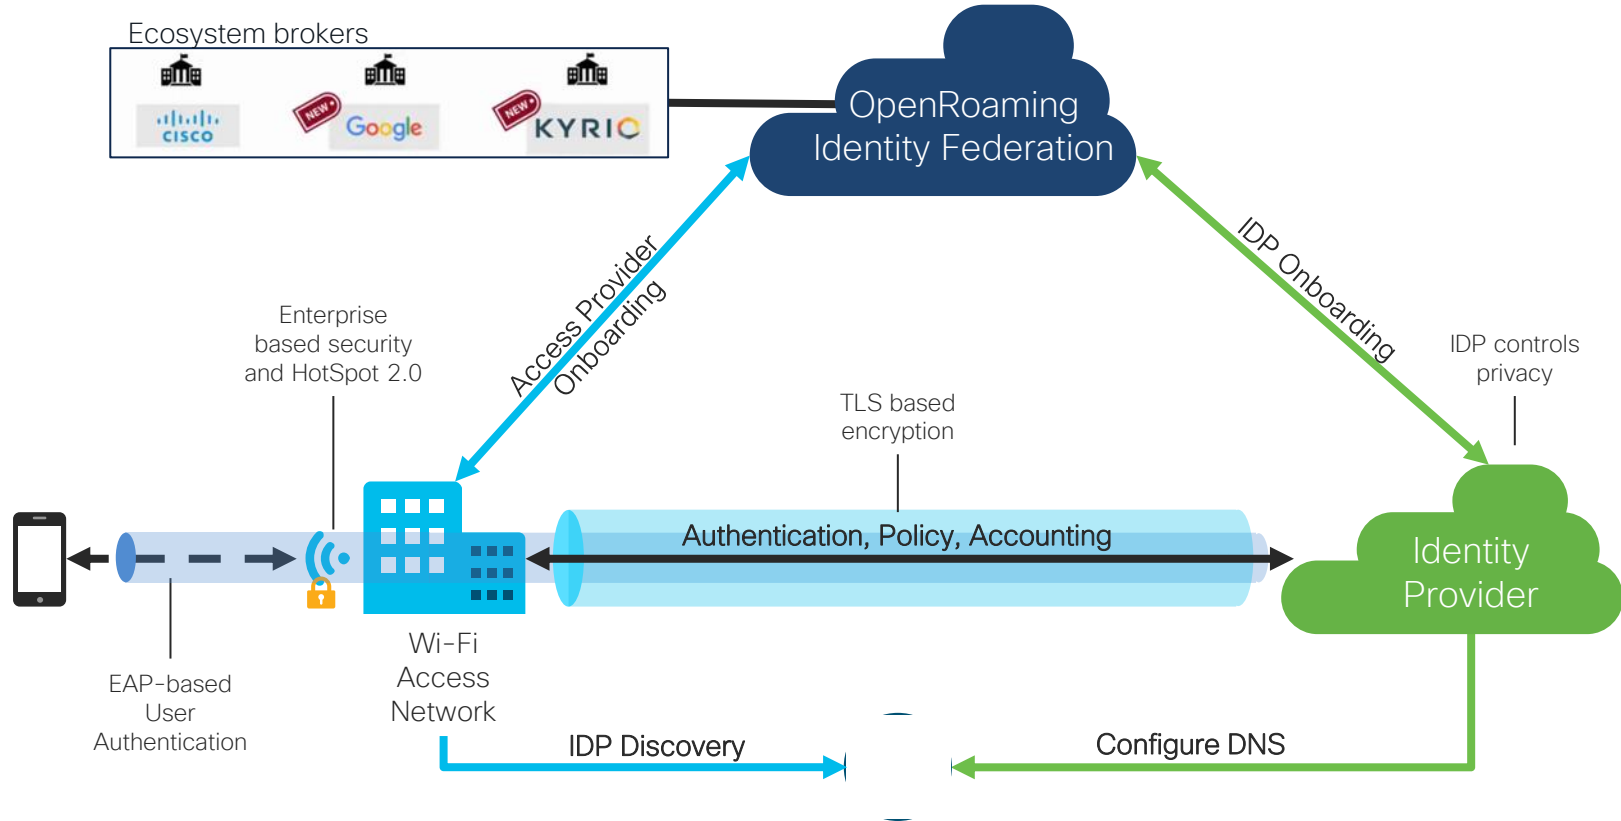 Ecosystem brokers
CISCO
NEW
Google
NEW
KYRIO
OpenRoaming
Identity Federation
Access Provider
Onboarding
IDP Onboarding
Enterprise
based security
and HotSpot 2.0
IDP controls
privacy
TLS based
encryption
Authentication, Policy, Accounting
Identity
Provider
Wi-Fi
Access
Network
EAP-based
User
Authentication
IDP Discovery
Configure DNS